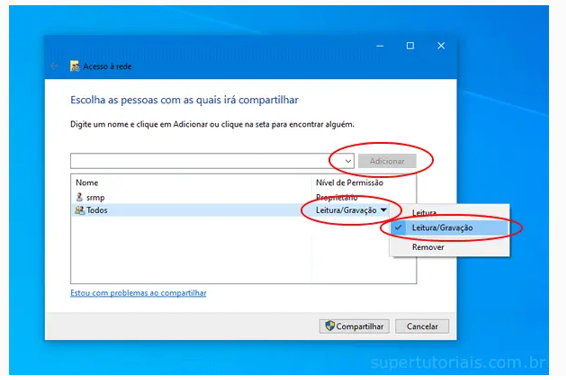 Acesso à rede
Escolha as pessoas com as quais irá compartilhar
Digite um nome e clique em Adicionar ou clique na seta para encontrar alguém.
Adicionar
Nome Nível de Permissão
srmp Proprietário
Todos Leitura/Gravação
Leitura
Leitura/Gravação
Remover
Estou com problemas ao compartilhar
Compartilhar Cancelar
supertutoriais.com.br